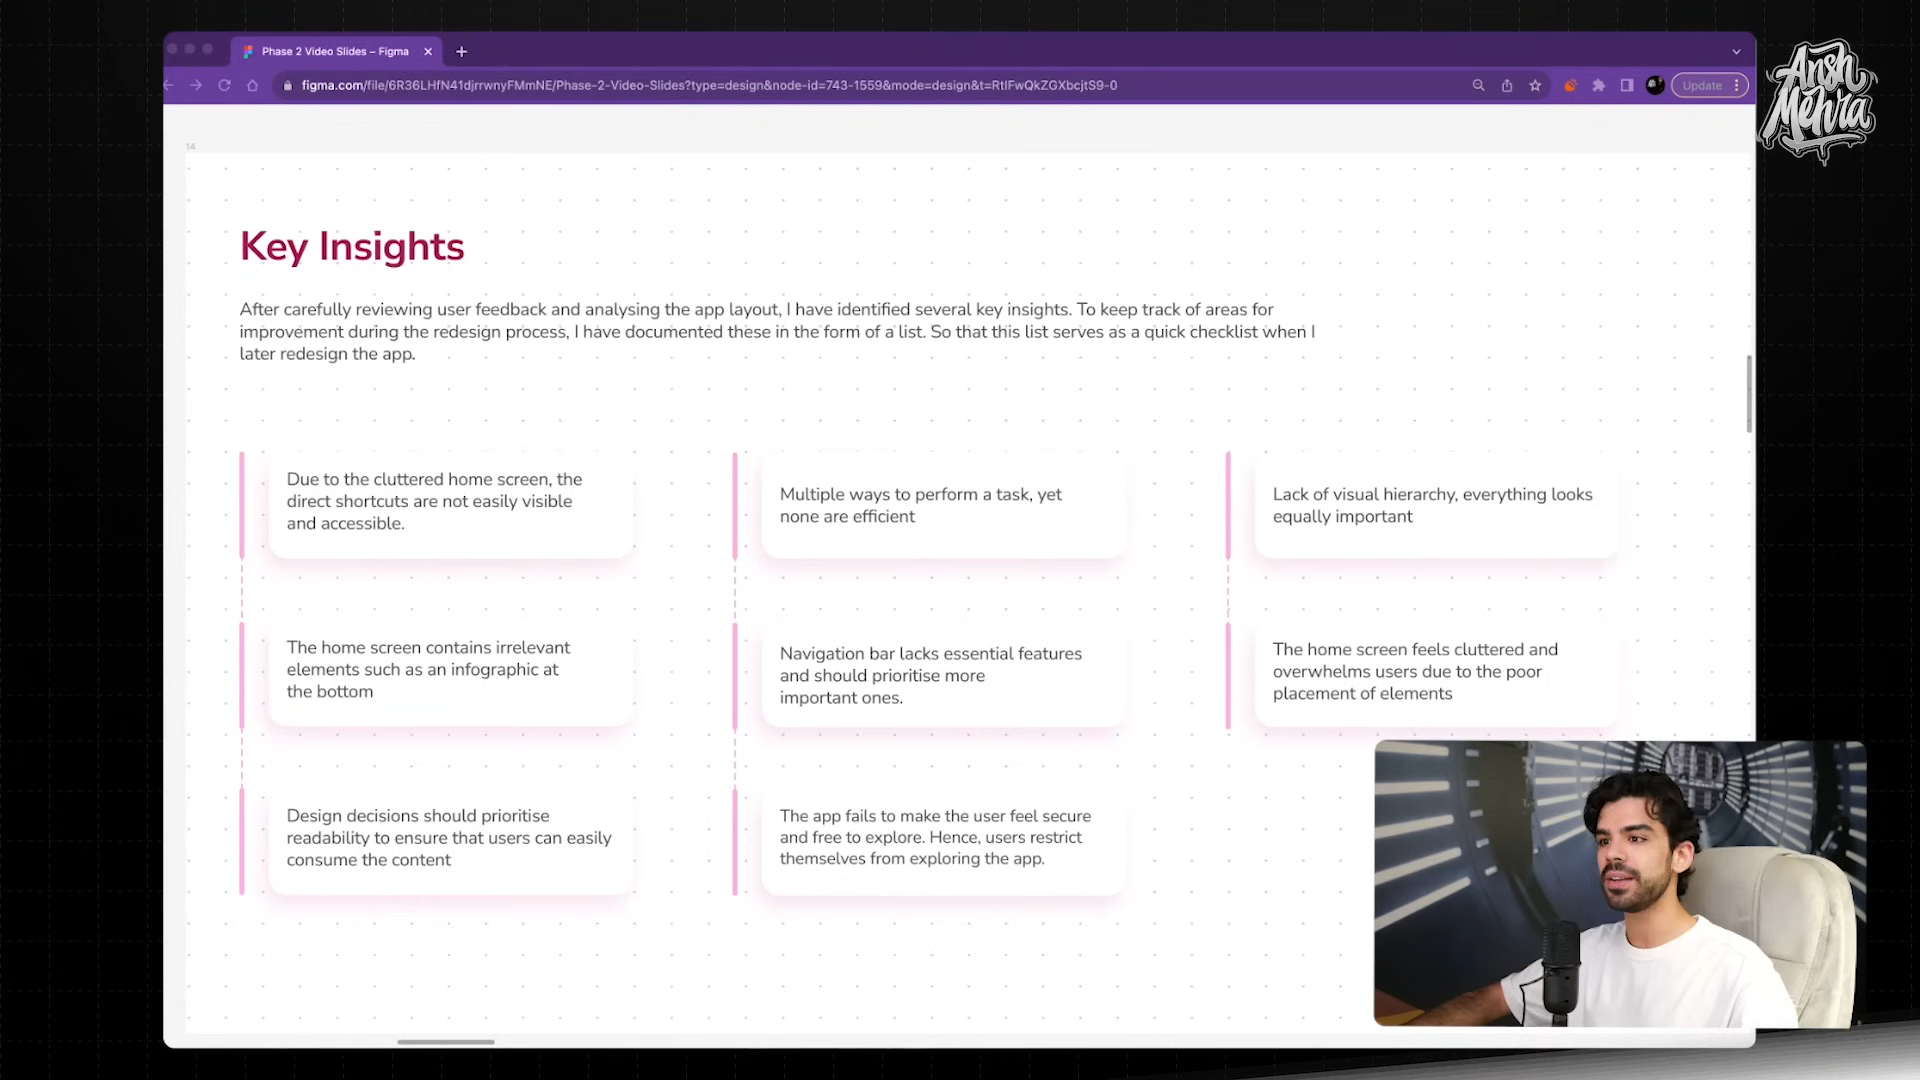 Phase 2 Video Slides – Figma
figma.com/file/6R36LHfN41djrrwnyFMmNE/Phase-2-Video-Slides?type=design&node-id=743-1559&mode=design&t=RtIFwQkZGXbcjtS9-0
Update
Ansh
Mehra
14
Key Insights
After carefully reviewing user feedback and analysing the app layout, I have identified several key insights. To keep track of areas for
improvement during the redesign process, I have documented these in the form of a list. So that this list serves as a quick checklist when I
later redesign the app.
Due to the cluttered home screen, the
direct shortcuts are not easily visible
and accessible.
Multiple ways to perform a task, yet
none are efficient
Lack of visual hierarchy, everything looks
equally important
The home screen contains irrelevant
elements such as an infographic at
the bottom
Navigation bar lacks essential features
and should prioritise more
important ones.
The home screen feels cluttered and
overwhelms users due to the poor
placement of elements
Design decisions should prioritise
readability to ensure that users can easily
consume the content
The app fails to make the user feel secure
and free to explore. Hence, users restrict
themselves from exploring the app.